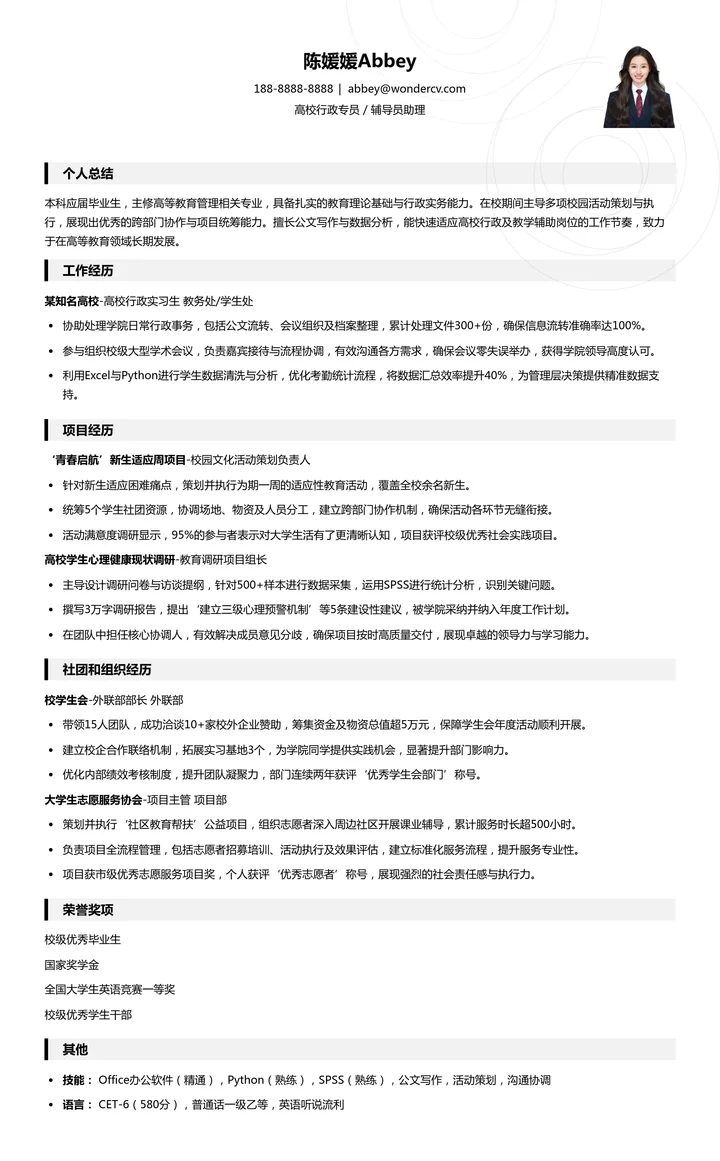 陈媛媛Abbey
188-8888-8888 | abbey@wondercv.com
高校行政专员 / 辅导员助理
个人总结
本科应届毕业生，主修高等教育管理相关专业，具备扎实的教育理论基础与行政实务能力。在校期间主导多项校园活动策划与执
行，展现出优秀的跨部门协作与项目统筹能力。擅长公文写作与数据分析，能快速适应高校行政及教学辅助岗位的工作节奏，致力
于在高等教育领域长期发展。
工作经历
某知名高校-高校行政实习生 教务处/学生处
• 协助处理学院日常行政事务，包括公文流转、会议组织及档案整理，累计处理文件300+份，确保信息流转准确率达100%。
• 参与组织校级大型学术会议，负责嘉宾接待与流程协调，有效沟通各方需求，确保会议零失误举办，获得学院领导高度认可。
• 利用Excel与Python进行学生数据清洗与分析，优化考勤统计流程，将数据汇总效率提升40%，为管理层决策提供精准数据支
持。
项目经历
‘青春启航’新生适应周项目-校园文化活动策划负责人
• 针对新生适应困难痛点，策划并执行为期一周的适应性教育活动，覆盖全校余名新生。
• 统筹5个学生社团资源，协调场地、物资及人员分工，建立跨部门协作机制，确保活动各环节无缝衔接。
• 活动满意度调研显示，95%的参与者表示对大学生活有了更清晰认知，项目获评校级优秀社会实践项目。
高校学生心理健康现状调研-教育调研项目组长
• 主导设计调研问卷与访谈提纲，针对500+样本进行数据采集，运用SPSS进行统计分析，识别关键问题。
• 撰写3万字调研报告，提出‘建立三级心理预警机制’等5条建设性建议，被学院采纳并纳入年度工作计划。
• 在团队中担任核心协调人，有效解决成员意见分歧，确保项目按时高质量交付，展现卓越的领导力与学习能力。
社团和组织经历
校学生会-外联部部长 外联部
• 带领15人团队，成功洽谈10+家校外企业赞助，筹集资金及物资总值超5万元，保障学生会年度活动顺利开展。
• 建立校企合作联络机制，拓展实习基地3个，为学院同学提供实践机会，显著提升部门影响力。
• 优化内部绩效考核制度，提升团队凝聚力，部门连续两年获评‘优秀学生会部门’称号。
大学生志愿服务协会-项目主管 项目部
• 策划并执行‘社区教育帮扶’公益项目，组织志愿者深入周边社区开展课业辅导，累计服务时长超500小时。
• 负责项目全流程管理，包括志愿者招募培训、活动执行及效果评估，建立标准化服务流程，提升服务专业性。
• 项目获市级优秀志愿服务项目奖，个人获评‘优秀志愿者’称号，展现强烈的社会责任感与执行力。
荣誉奖项
校级优秀毕业生
国家奖学金
全国大学生英语竞赛一等奖
校级优秀学生干部
其他
• 技能： Office办公软件（精通），Python（熟练），SPSS（熟练），公文写作，活动策划，沟通协调
• 语言： CET-6（580分），普通话一级乙等，英语听说流利